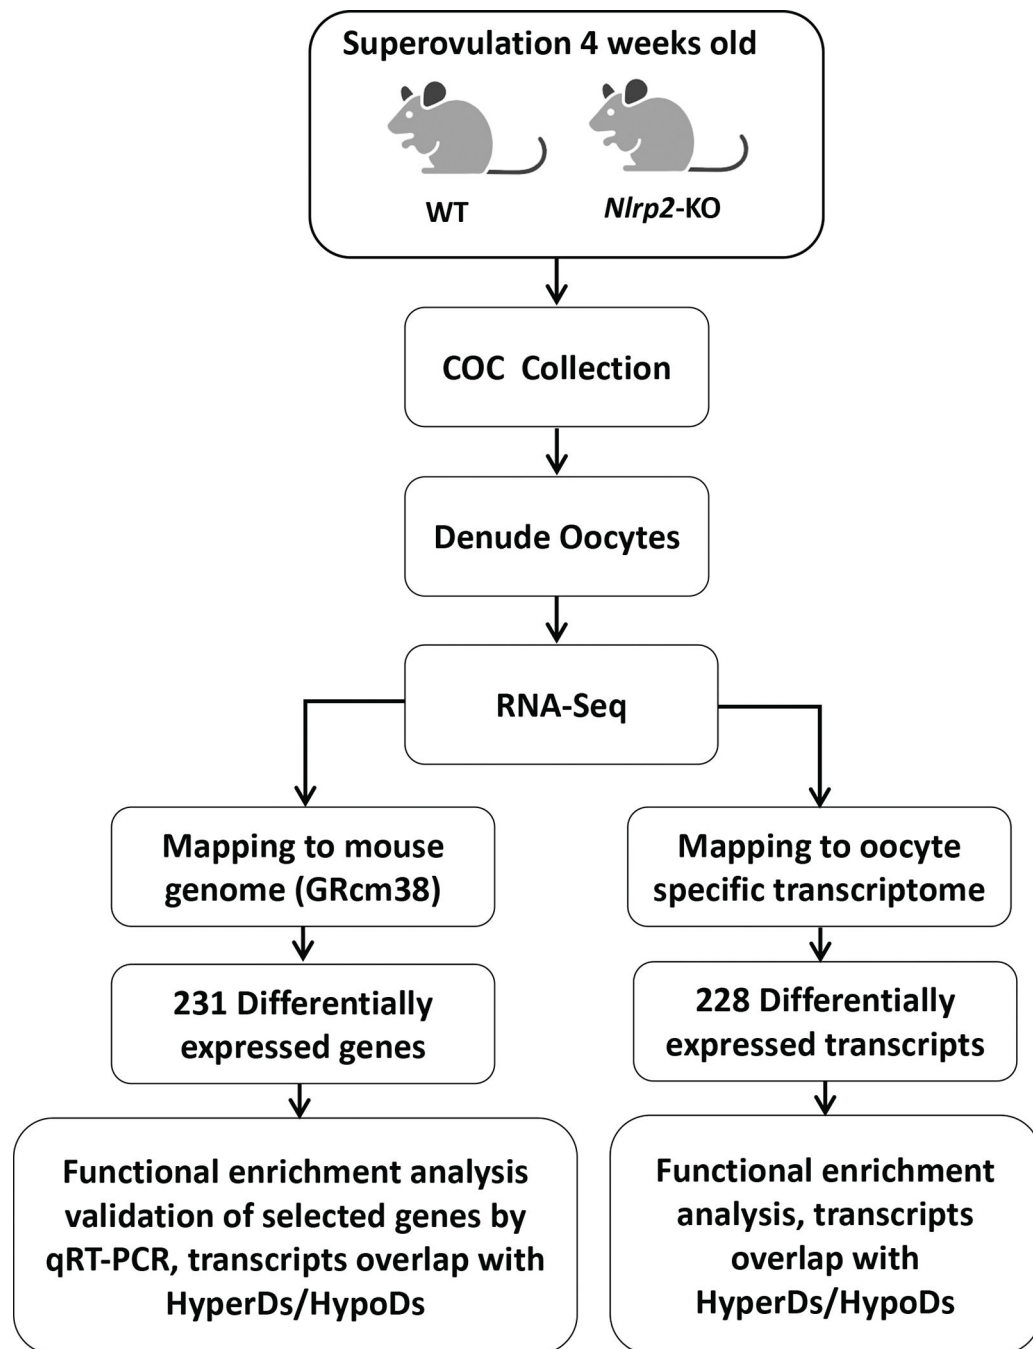 Superovulation 4 weeks old
WT
Nlrp2-KO
COC Collection
Denude Oocytes
RNA-Seq
Mapping to mouse
genome (GRcm38)
Mapping to oocyte
specific transcriptome
231 Differentially
expressed genes
228 Differentially
expressed transcripts
Functional enrichment analysis
validation of selected genes by
qRT-PCR, transcripts overlap with
HyperDs/HypoDs
Functional enrichment
analysis, transcripts
overlap with
HyperDs/HypoDs